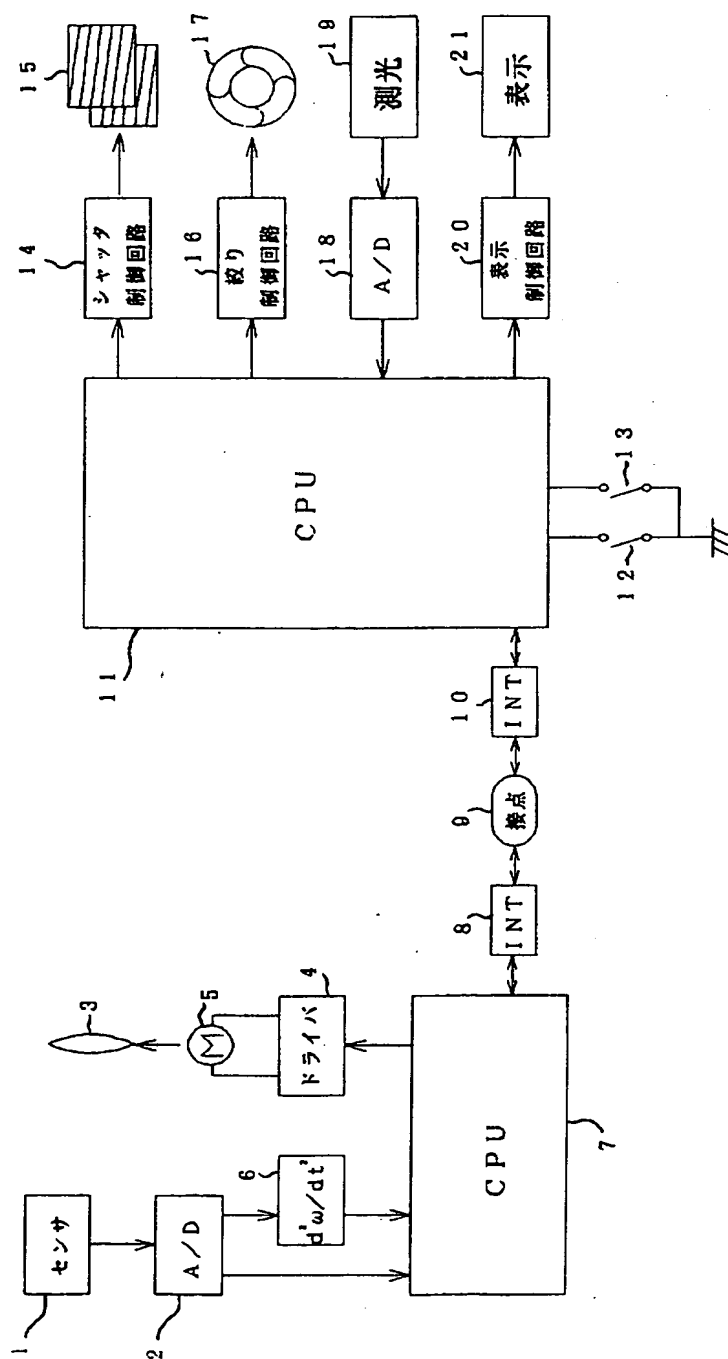 1
センサ
2
A/D
6
d²ω/dt²
3
5
M
4
ドライバ
7
CPU
8
INT
9
接点
10
INT
11
CPU
12
13
14
シャッタ
制御回路
15
16
絞り
制御回路
17
18
A/D
19
測光
20
表示
制御回路
21
表示